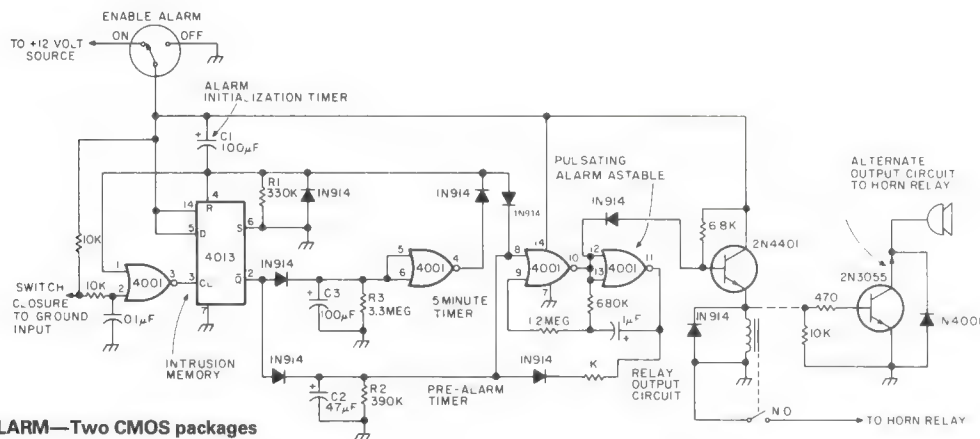 ENABLE ALARM
ON
OFF
TO +12 VOLT
SOURCE
ALARM
INITIALIZATION TIMER
+
C1
100µF
PULSATING
ALARM ASTABLE
ALTERNATE
OUTPUT CIRCUIT
TO HORN RELAY
R1
330K
1N914
1N914
1N914
1N914
68K
2N4401
14
4
R
5
D
S
6
4013
3
CL
Q
2
7
10K
10K
1
2
4001
3
SWITCH
CLOSURE
TO GROUND
INPUT
INTRUSION
MEMORY
1N914
+
C3
100µF
R3
3.3MEG
5
6
4001
4
5 MINUTE
TIMER
8
9
14
4001
10
7
12
13
4001
11
680K
1.2MEG
1µF
+
1N914
+
C2
47µF
R2
390K
PRE-ALARM
TIMER
1N914
K
RELAY
OUTPUT
CIRCUIT
1N914
470
10K
2N3055
N4001
NO
TO HORN RELAY
LARM—Two CMOS packages